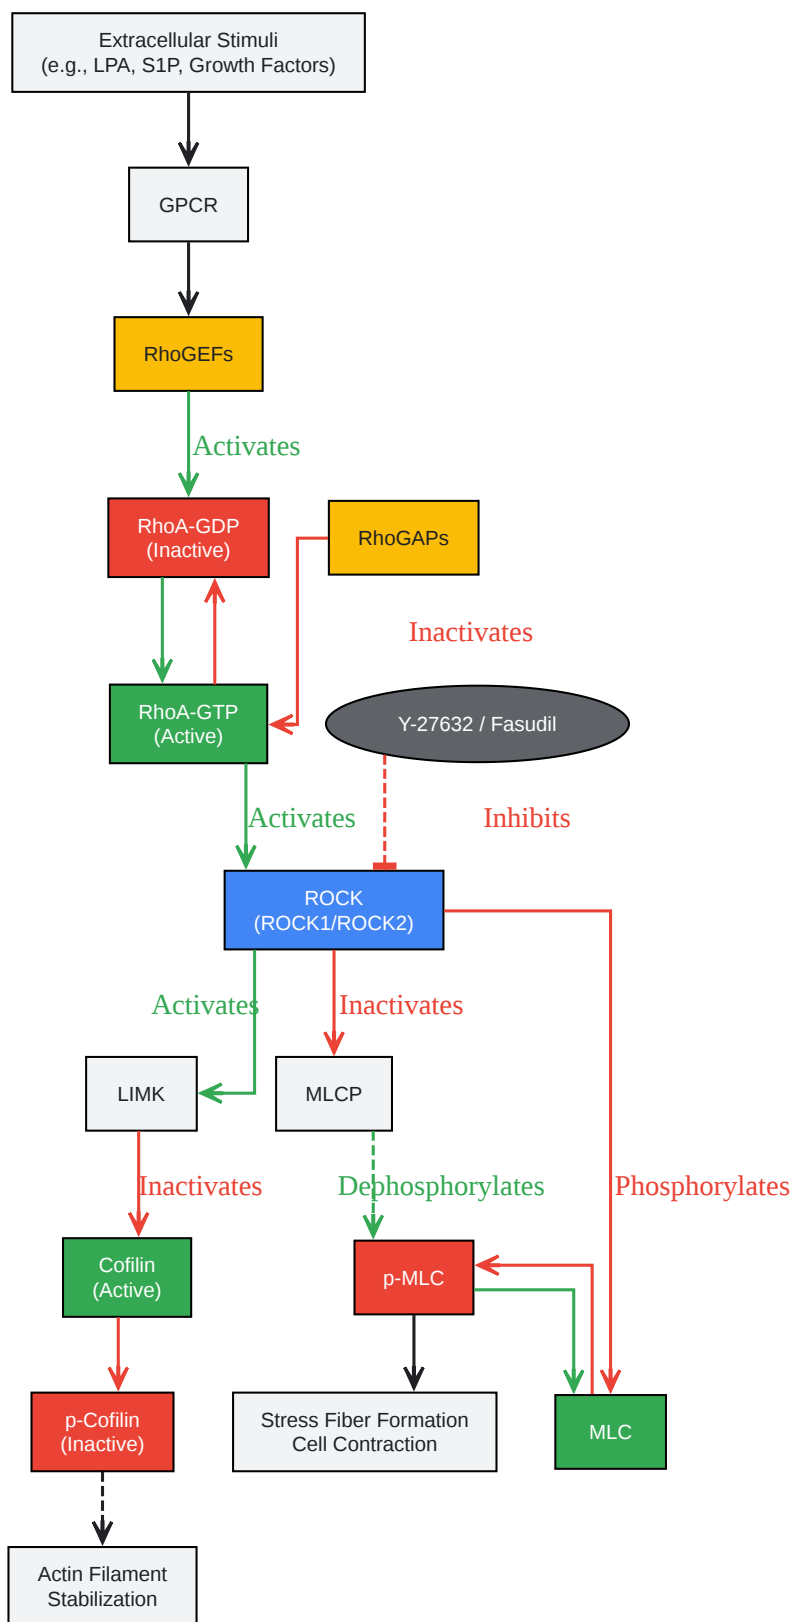 Extracellular Stimuli
(e.g., LPA, S1P, Growth Factors)
GPCR
RhoGEFs
Activates
RhoA-GDP
(Inactive)
RhoGAPs
Inactivates
RhoA-GTP
(Active)
Y-27632 / Fasudil
Activates
Inhibits
ROCK
(ROCK1/ROCK2)
Activates
Inactivates
LIMK
MLCP
Inactivates
Dephosphorylates
Phosphorylates
Cofilin
(Active)
p-MLC
p-Cofilin
(Inactive)
Stress Fiber Formation
Cell Contraction
MLC
Actin Filament
Stabilization